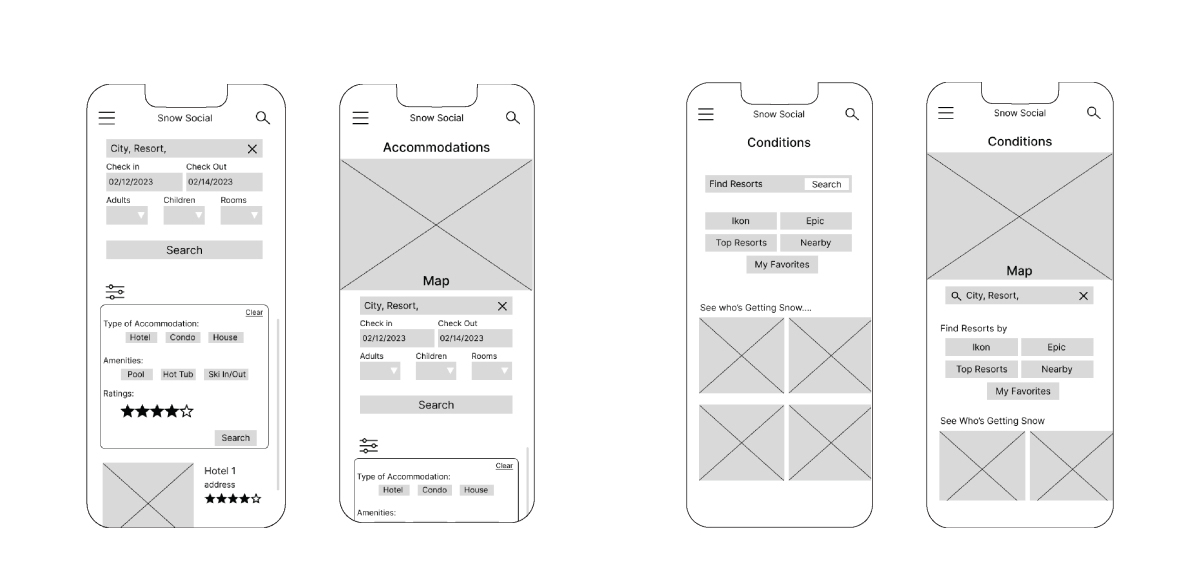 Snow Social
City, Resort,
Check in Check Out
02/12/2023 02/14/2023
Adults Children Rooms
Search
Clear
Type of Accommodation:
Hotel Condo House
Amenities:
Pool Hot Tub Ski In/Out
Ratings:
Search
Hotel 1
address
Snow Social
Accommodations
Map
City, Resort,
Check in Check Out
02/12/2023 02/14/2023
Adults Children Rooms
Search
Clear
Type of Accommodation:
Hotel Condo House
Amenities:
Snow Social
Conditions
Find Resorts Search
Ikon Epic
Top Resorts Nearby
My Favorites
See who's Getting Snow....
Snow Social
Conditions
Map
City, Resort,
Find Resorts by
Ikon Epic
Top Resorts Nearby
My Favorites
See Who's Getting Snow